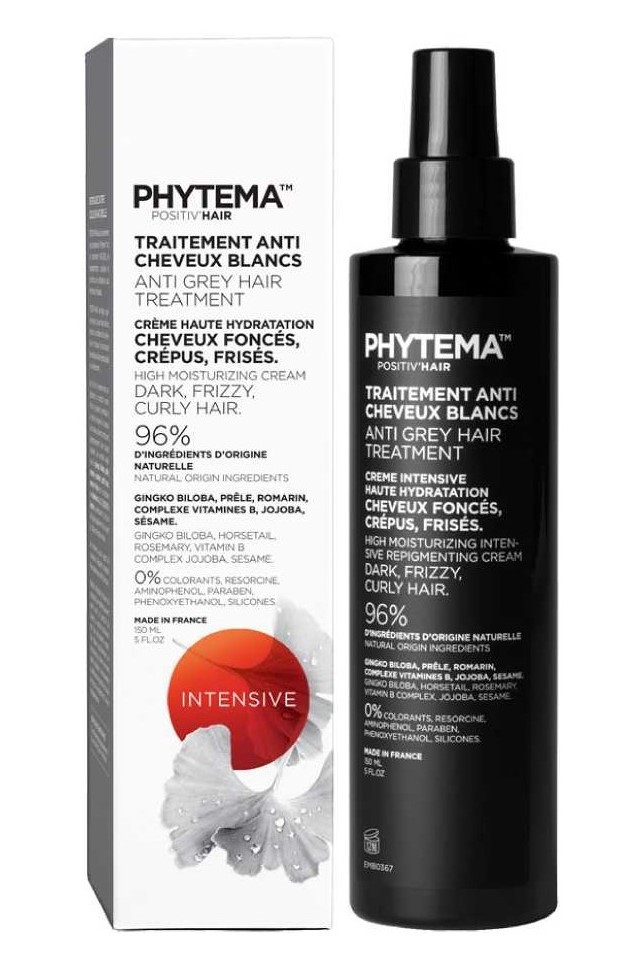 PHYTEMA™
POSITIV'HAIR
TRAITEMENT ANTI
CHEVEUX BLANCS
ANTI GREY HAIR
TREATMENT
CRÈME HAUTE HYDRATATION
CHEVEUX FONCÉS,
CRÉPUS, FRISÉS.
HIGH MOISTURIZING CREAM
DARK, FRIZZY,
CURLY HAIR.
96%
D'INGRÉDIENTS D'ORIGINE
NATURELLE
NATURAL ORIGIN INGREDIENTS
GINGKO BILOBA, PRÊLE, ROMARIN,
COMPLEXE VITAMINES B, JOJOBA,
SÉSAME.
GINGKO BILOBA, HORSETAIL,
ROSEMARY, VITAMIN B
COMPLEX JOJOBA, SESAME.
0% COLORANTS, RESORCINE,
AMINOPHENOL, PARABEN,
PHENOXYETHANOL, SILICONES
MADE IN FRANCE
150 ML
5 FL.OZ
INTENSIVE
PHYTEMA™
POSITIV'HAIR
TRAITEMENT ANTI
CHEVEUX BLANCS
ANTI GREY HAIR
TREATMENT
CREME INTENSIVE
HAUTE HYDRATATION
CHEVEUX FONCÉS,
CRÉPUS, FRISÉS.
HIGH MOISTURIZING INTEN-
SIVE REPIGMENTING CREAM
DARK, FRIZZY,
CURLY HAIR.
96%
D'INGRÉDIENTS D'ORIGINE NATURELLE
NATURAL ORIGIN INGREDIENTS
GINGKO BILOBA, PRÊLE, ROMARIN,
COMPLEXE VITAMINES B, JOJOBA, SESAME.
GINGKO BILOBA, HORSETAIL, ROSEMARY,
VITAMIN B COMPLEX, JOJOBA, SESAME.
0% COLORANTS, RESORCINE,
AMINOPHENOL, PARABEN,
PHENOXYETHANOL, SILICONES.
MADE IN FRANCE
150 ML
5 FL.OZ
12M
EMB0367